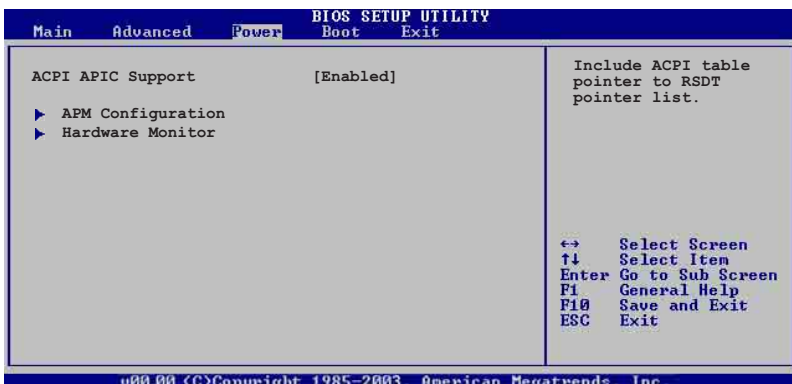 BIOS SETUP UTILITY
Main Advanced Power Boot Exit
ACPI APIC Support [Enabled]
APM Configuration
Hardware Monitor
Include ACPI table
pointer to RSDT
pointer list.
↔ Select Screen
↑↓ Select Item
Enter Go to Sub Screen
F1 General Help
F10 Save and Exit
ESC Exit
v00.00 (C)Copyright 1985-2003, American Megatrends, Inc.